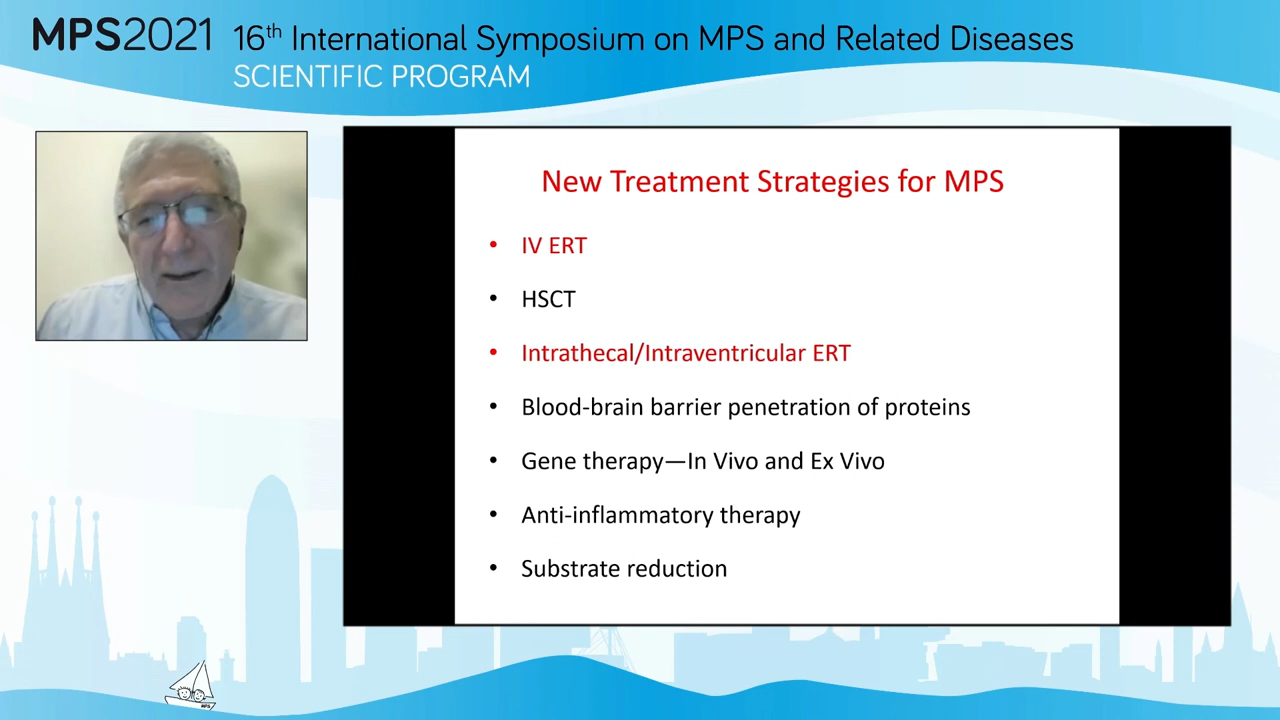 MPS2021 16th International Symposium on MPS and Related Diseases
SCIENTIFIC PROGRAM
New Treatment Strategies for MPS
• IV ERT
• HSCT
• Intrathecal/Intraventricular ERT
• Blood-brain barrier penetration of proteins
• Gene therapy—In Vivo and Ex Vivo
• Anti-inflammatory therapy
• Substrate reduction
MPS